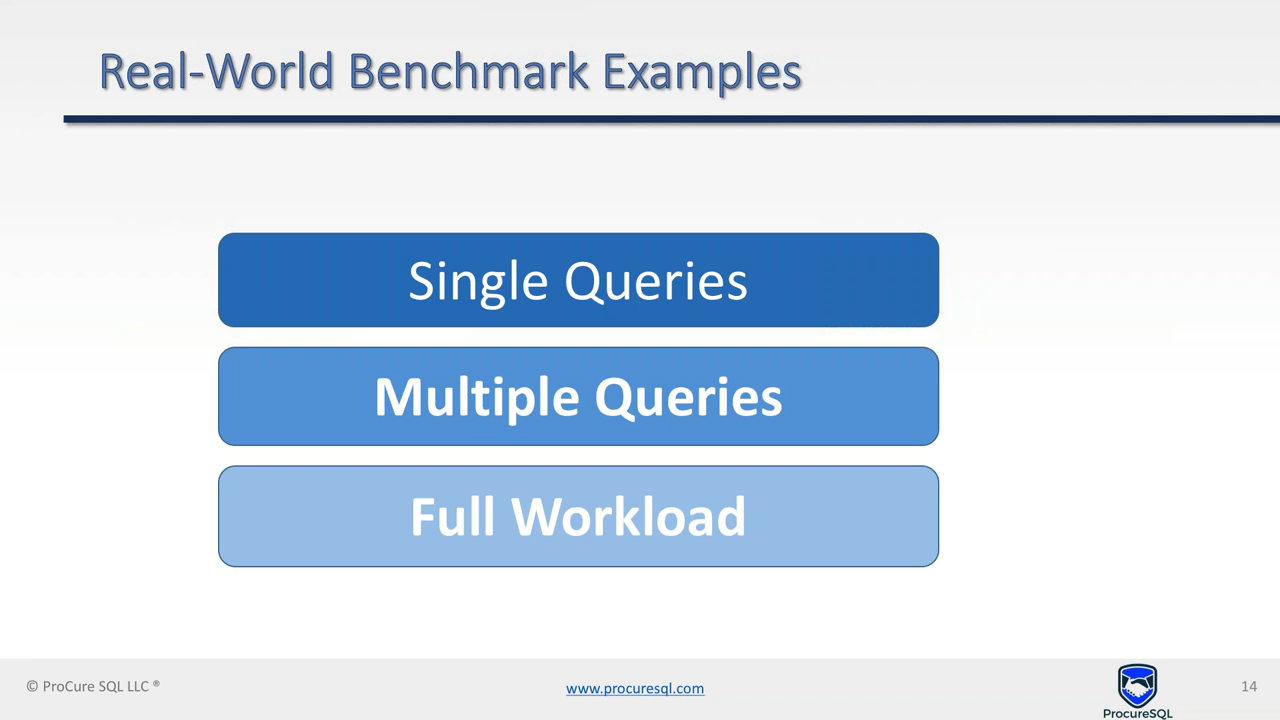 Real-World Benchmark Examples
Single Queries
Multiple Queries
Full Workload
© ProCure SQL LLC ®
www.procuresql.com
ProcureSQL
14